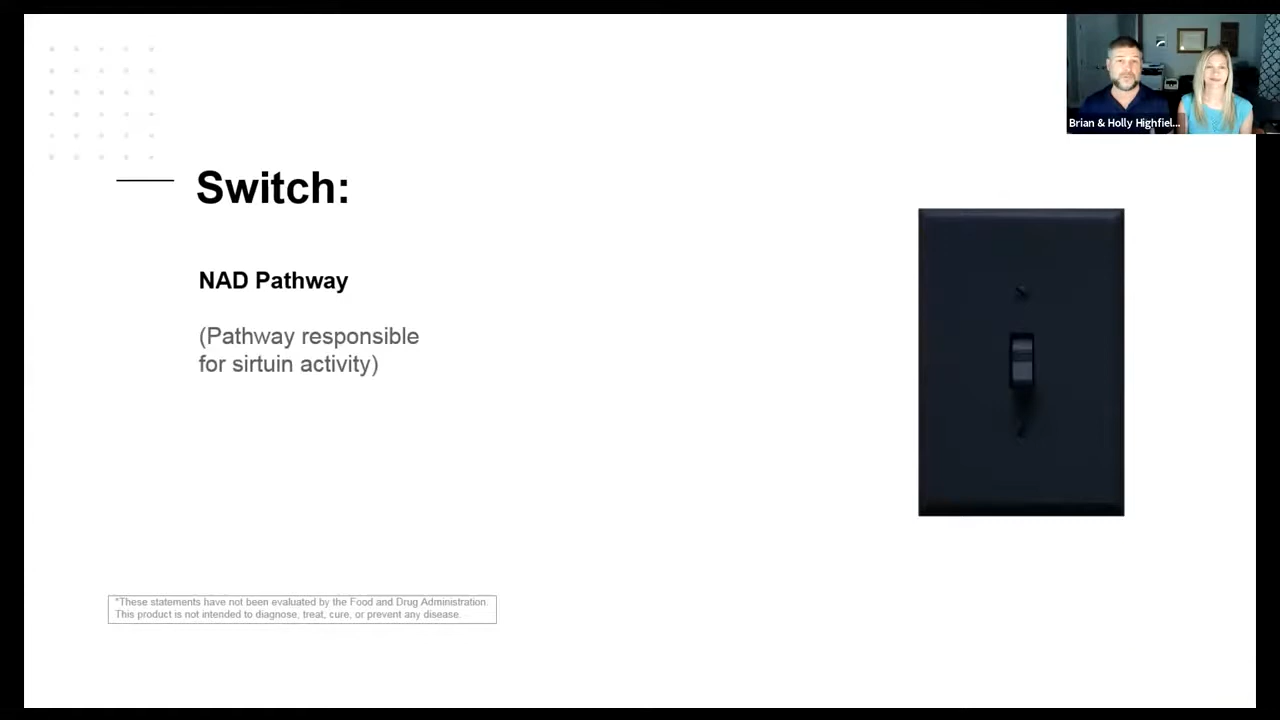 Brian & Holly Highfiel...
Switch:
NAD Pathway
(Pathway responsible
for sirtuin activity)
*These statements have not been evaluated by the Food and Drug Administration.
This product is not intended to diagnose, treat, cure, or prevent any disease.